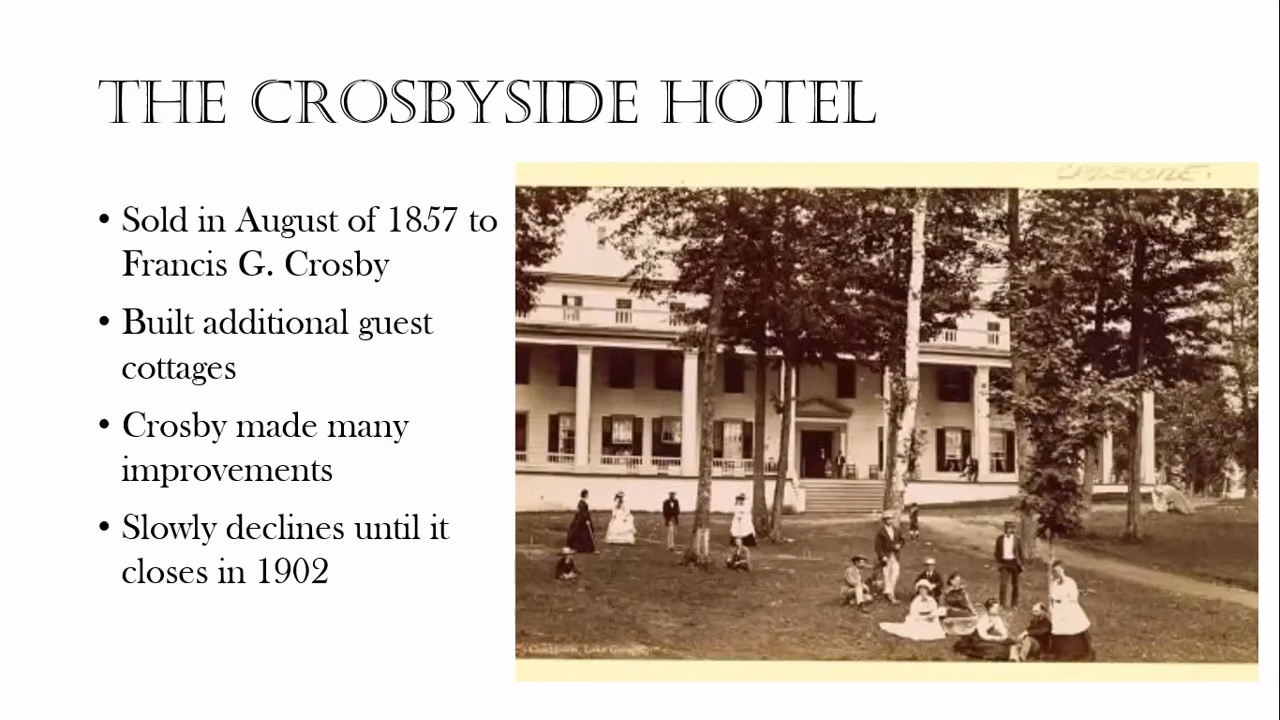 THE CROSBYSIDE HOTEL
• Sold in August of 1857 to
Francis G. Crosby
• Built additional guest
cottages
• Crosby made many
improvements
• Slowly declines until it
closes in 1902